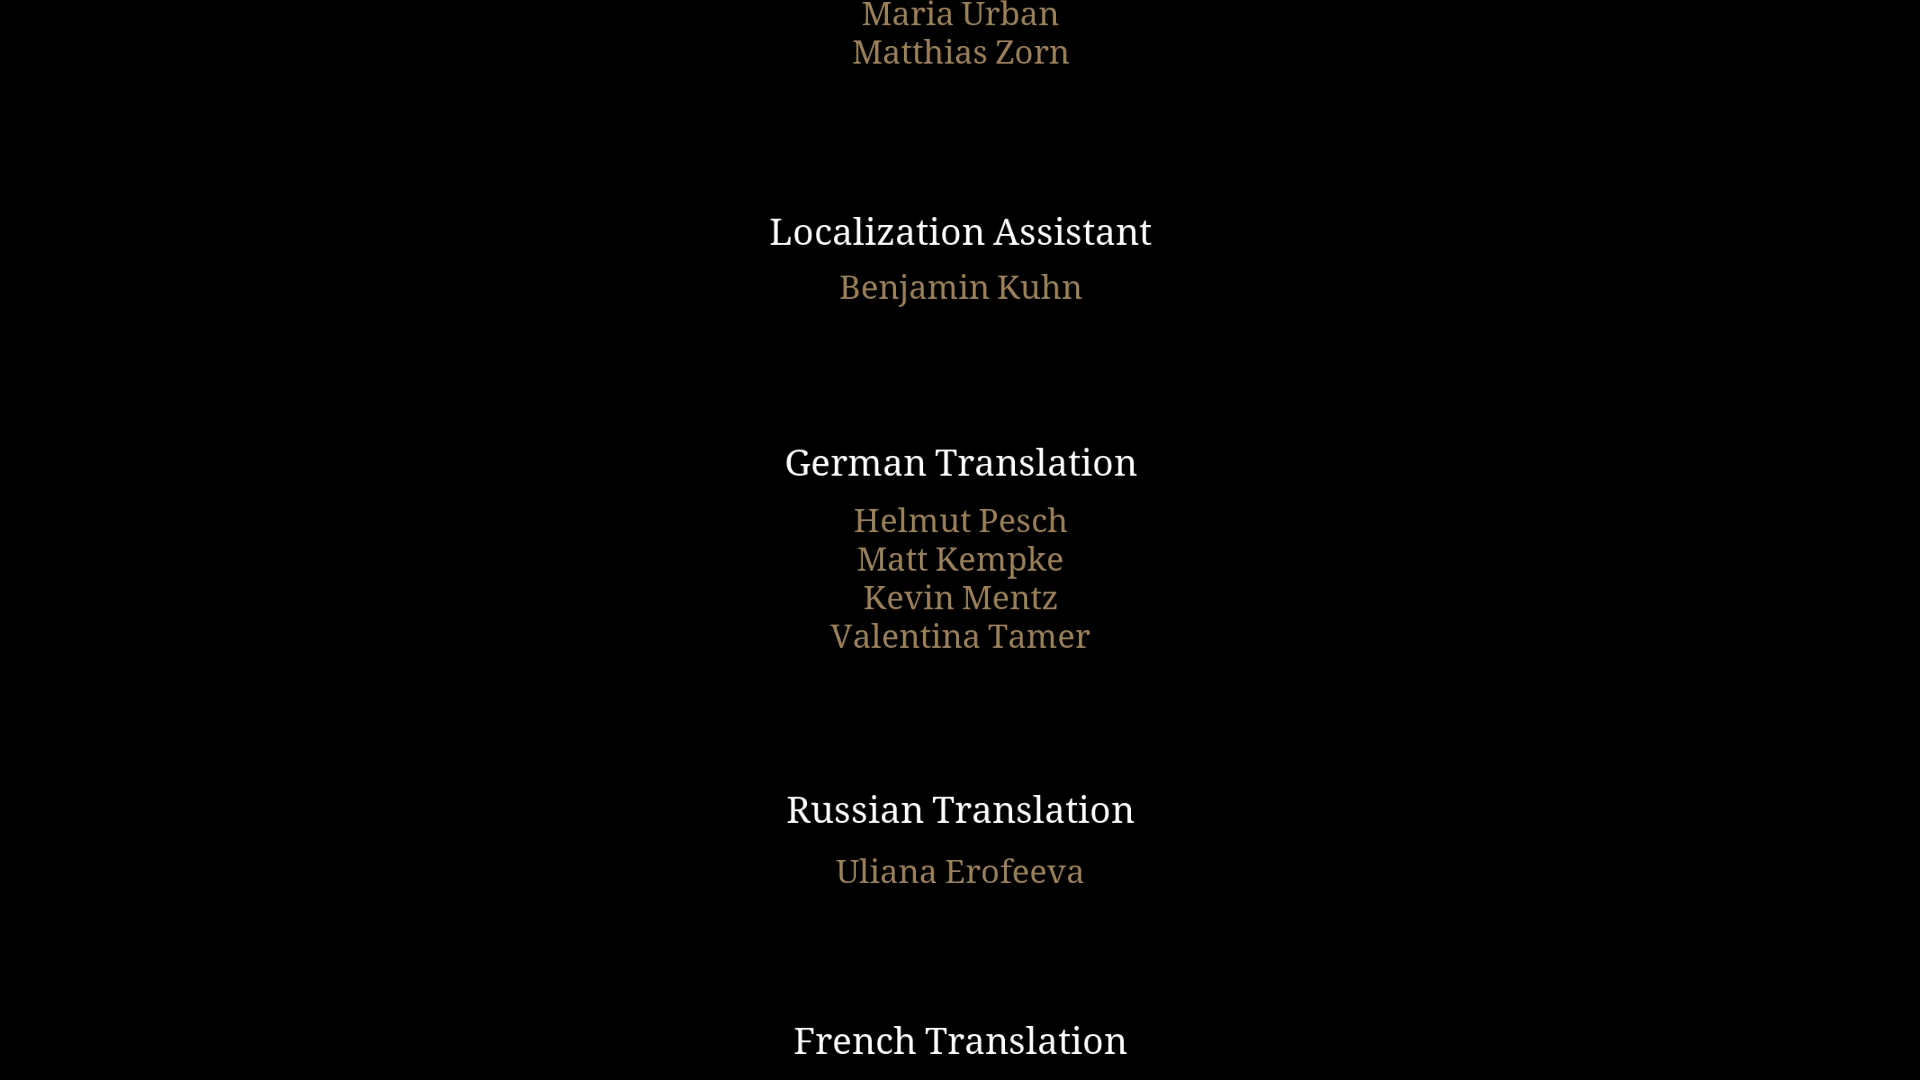 Maria Urban
Matthias Zorn
Localization Assistant
Benjamin Kuhn
German Translation
Helmut Pesch
Matt Kempke
Kevin Mentz
Valentina Tamer
Russian Translation
Uliana Erofeeva
French Translation